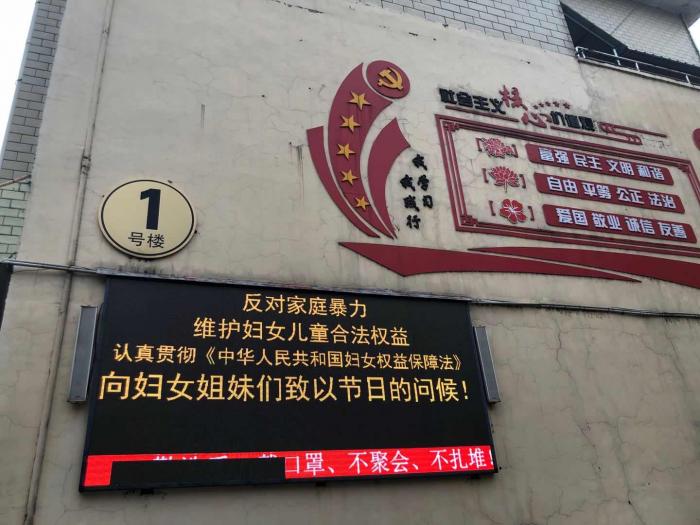 社会主义核心价值观
我学习
我践行
富强 民主 文明 和谐
自由 平等 公正 法治
爱国 敬业 诚信 友善
1
号楼
反对家庭暴力
维护妇女儿童合法权益
认真贯彻《中华人民共和国妇女权益保障法》
向妇女姐妹们致以节日的问候！
口罩、不聚会、不扎堆！